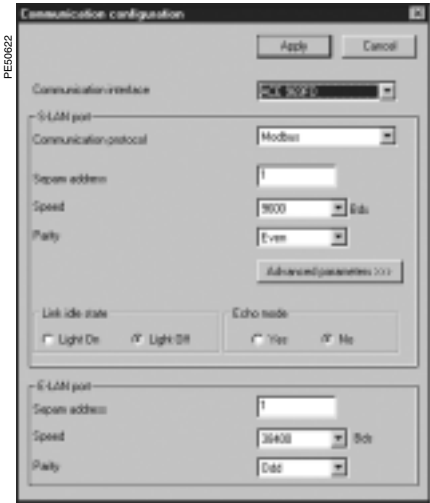 Communication configuration
PE50622
Apply Cancel
Communication interface ACE 969FO
S-LAN port
Communication protocol Modbus
Sepam address 1
Speed 9600 Bds
Parity Even
Advanced parameters >>>
Link idle state Echo mode
Light On Light Off Yes No
E-LAN port
Sepam address 1
Speed 38400 Bds
Parity Odd